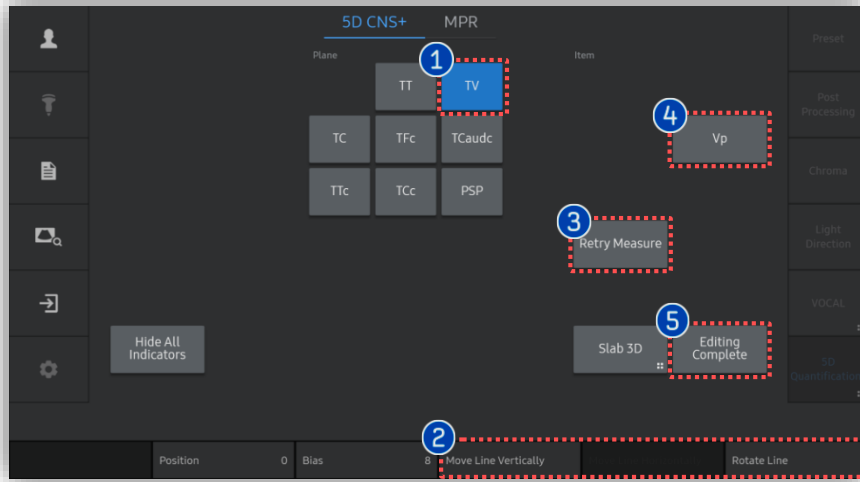 5D CNS+ MPR
Preset
Plane
Item
1
TT
TV
Post
Processing
4
TC
TFc
TCaudc
Vp
Chroma
TTc
TCc
PSP
3
Retry Measure
Light
Direction
VOCAL
5
Hide All
Indicators
Slab 3D
Editing
Complete
5D
Quantification
2
Position 0
Bias 8
Move Line Vertically
Rotate Line